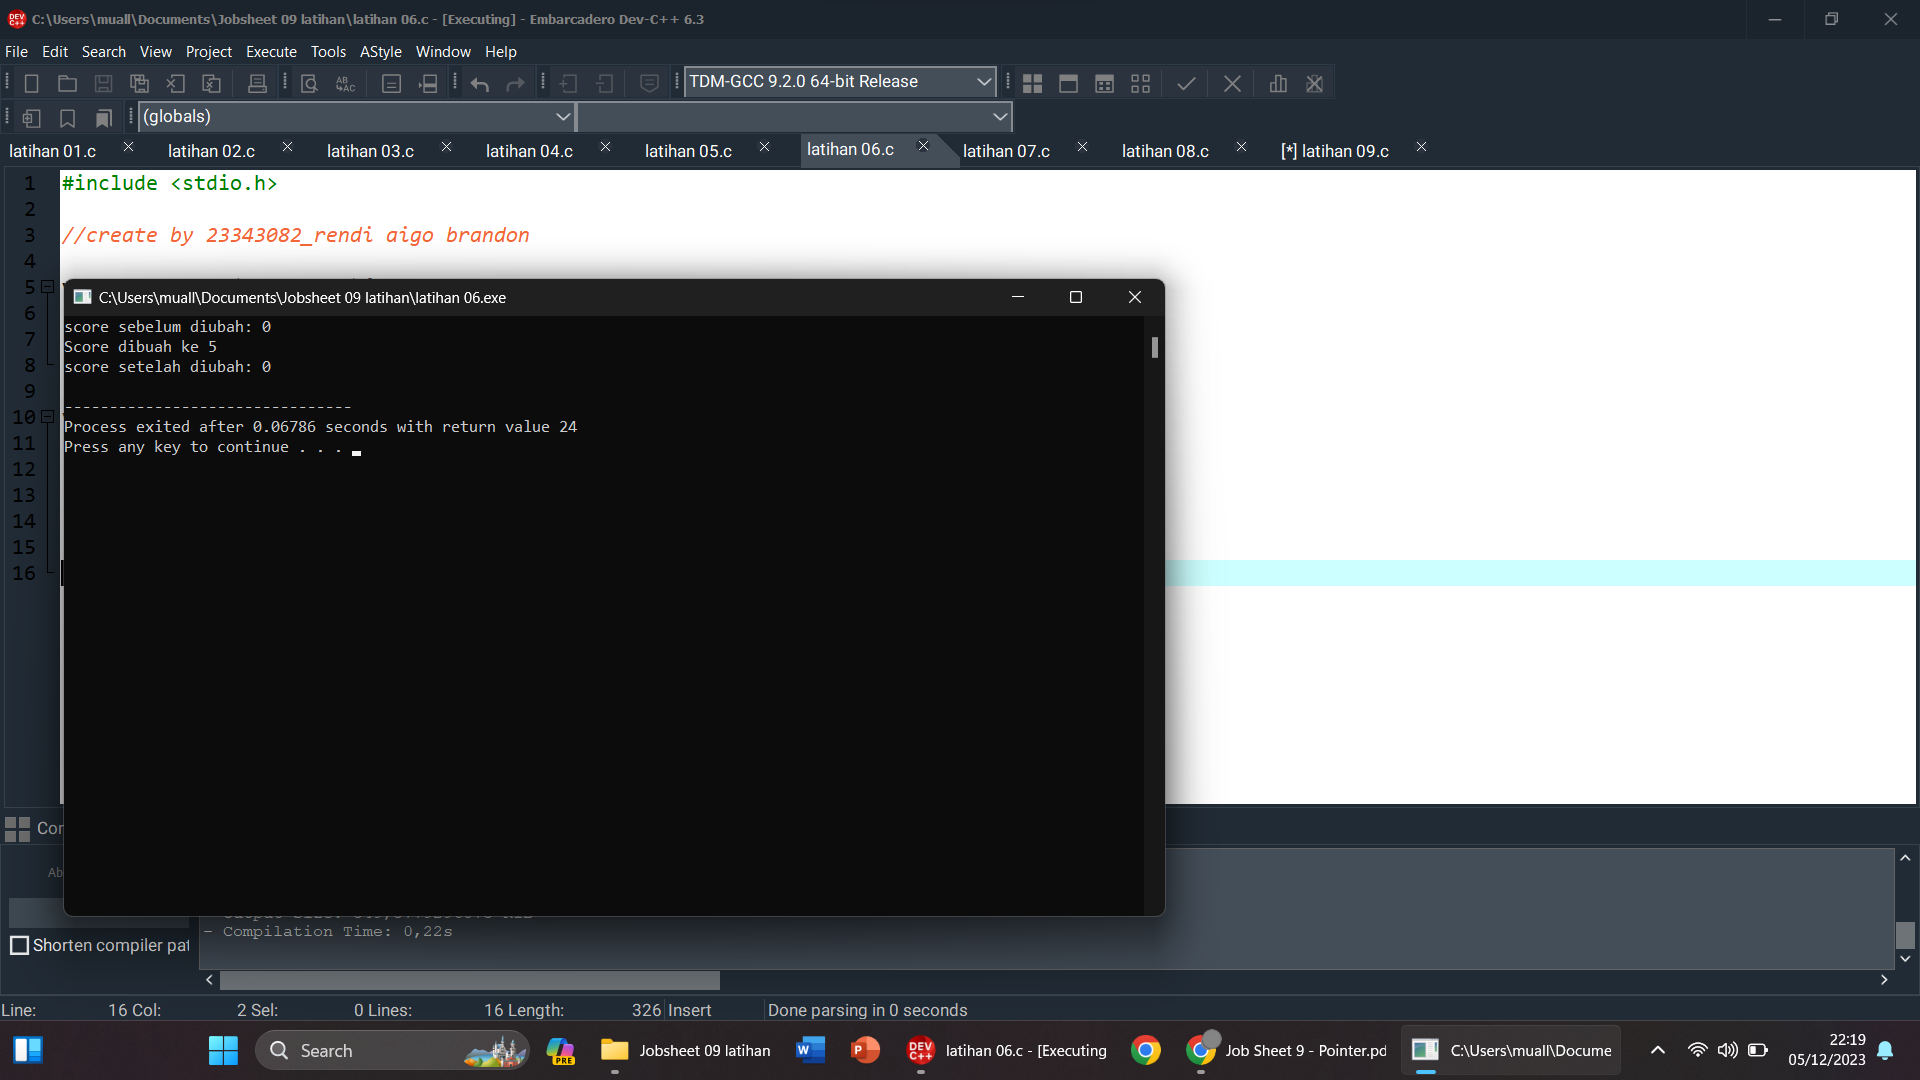 C:\Users\muall\Documents\Jobsheet 09 latihan\latihan 06.c - [Executing] - Embarcadero Dev-C++ 6.3
File Edit Search View Project Execute Tools AStyle Window Help
TDM-GCC 9.2.0 64-bit Release
(globals)
latihan 01.c latihan 02.c latihan 03.c latihan 04.c latihan 05.c latihan 06.c latihan 07.c latihan 08.c [*] latihan 09.c
1 #include <stdio.h>
2
3 //create by 23343082_rendi aigo brandon
4
5
6
7
8
9
10
11
12
13
14
15
16
C:\Users\muall\Documents\Jobsheet 09 latihan\latihan 06.exe
score sebelum diubah: 0
Score dibuah ke 5
score setelah diubah: 0
--------------------------------
Process exited after 0.06786 seconds with return value 24
Press any key to continue . . .
- Compilation Time: 0,22s
Shorten compiler pat
Line: 16 Col: 2 Sel: 0 Lines: 16 Length: 326 Insert Done parsing in 0 seconds
Search
PRE
Jobsheet 09 latihan
latihan 06.c - [Executing
Job Sheet 9 - Pointer.pd
C:\Users\muall\Docume
22:19
05/12/2023